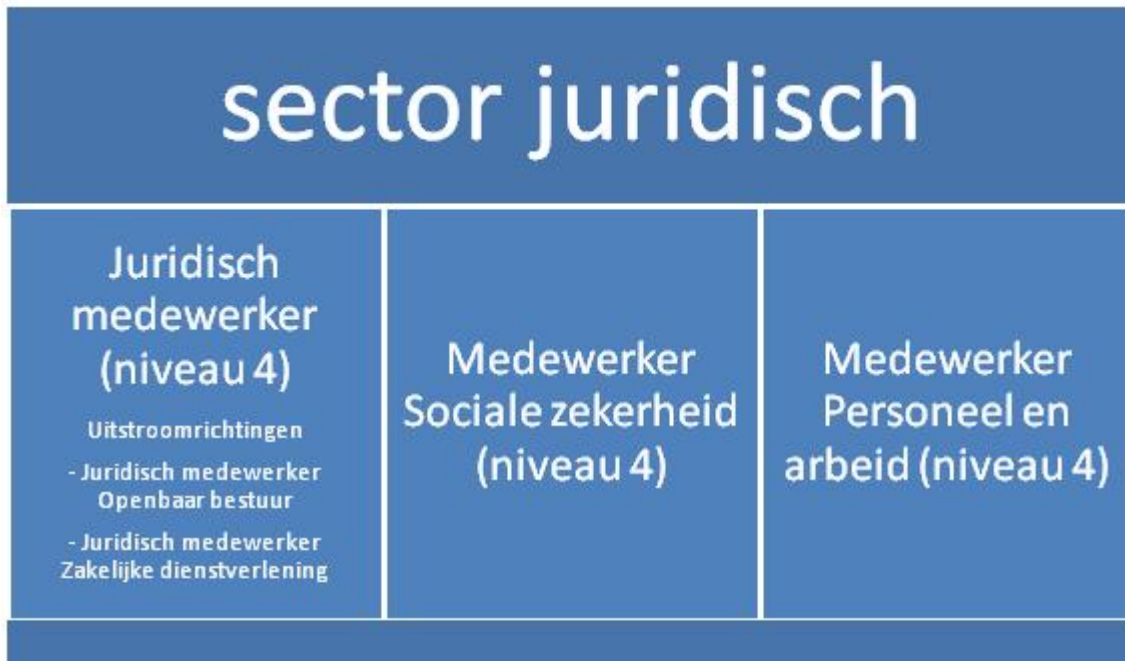 sector juridisch
Juridisch
medewerker
(niveau 4)
Uitstroomrichtingen
- Juridisch medewerker
Openbaar bestuur
- Juridisch medewerker
Zakelijke dienstverlening
Medewerker
Sociale zekerheid
(niveau 4)
Medewerker
Personeel en
arbeid (niveau 4)